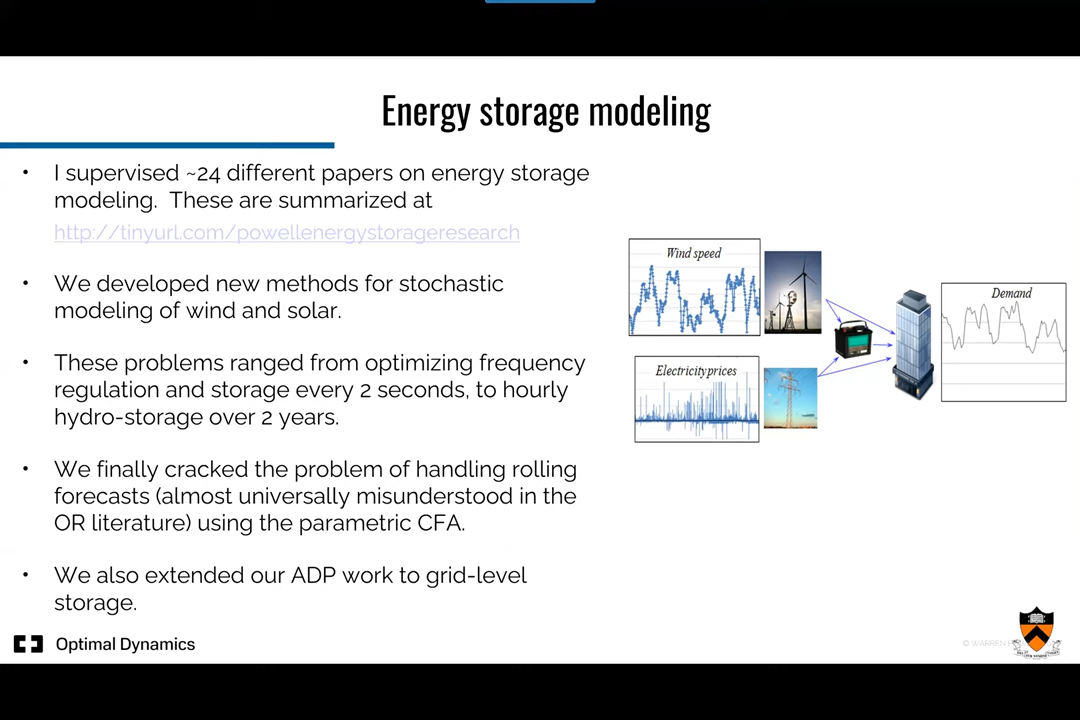 Energy storage modeling
• I supervised ~24 different papers on energy storage
modeling. These are summarized at
http://tinyurl.com/powellenergystorageresearch
• We developed new methods for stochastic
modeling of wind and solar.
• These problems ranged from optimizing frequency
regulation and storage every 2 seconds, to hourly
hydro-storage over 2 years.
• We finally cracked the problem of handling rolling
forecasts (almost universally misunderstood in the
OR literature) using the parametric CFA.
• We also extended our ADP work to grid-level
storage.
Wind speed
Electricity prices
Demand
Optimal Dynamics
© WARREN